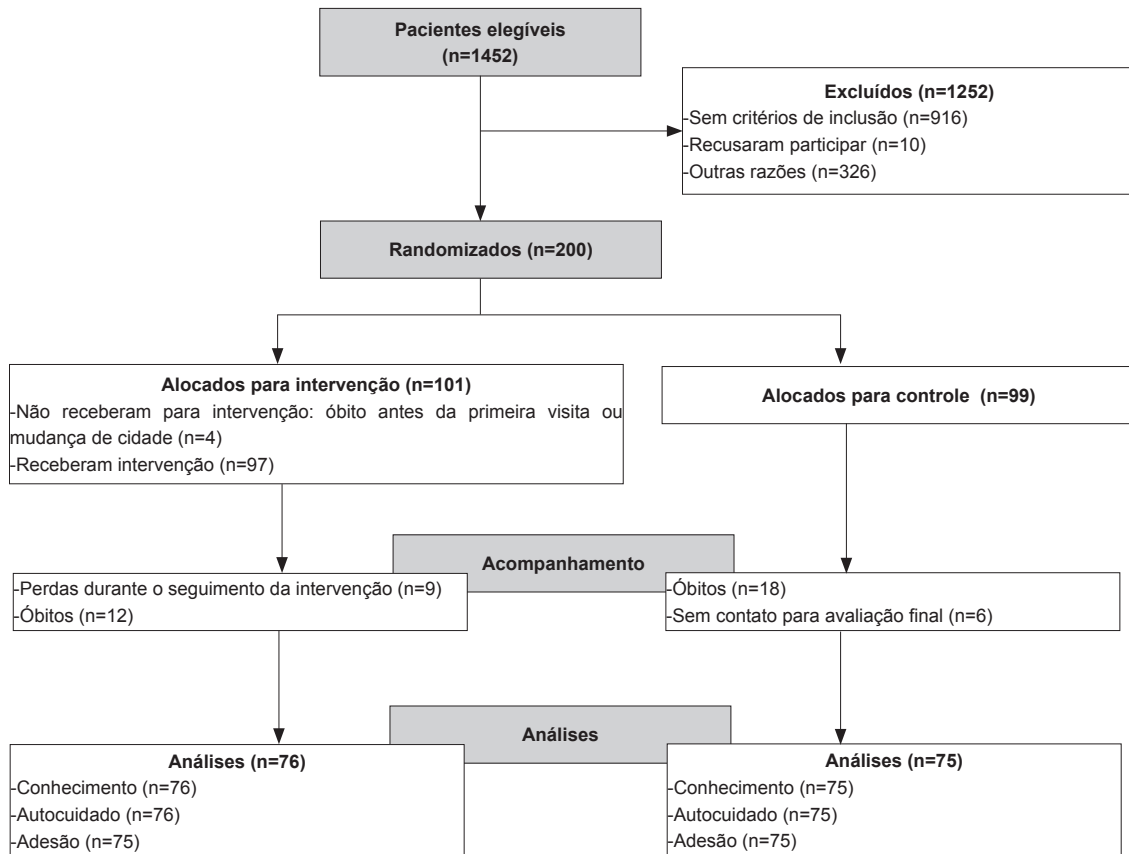 Pacientes elegíveis
(n=1452)
Excluídos (n=1252)
-Sem critérios de inclusão (n=916)
-Recusaram participar (n=10)
-Outras razões (n=326)
Randomizados (n=200)
Alocados para intervenção (n=101)
-Não receberam para intervenção: óbito antes da primeira visita ou
mudança de cidade (n=4)
-Receberam intervenção (n=97)
Alocados para controle (n=99)
Acompanhamento
-Perdas durante o seguimento da intervenção (n=9)
-Óbitos (n=12)
-Óbitos (n=18)
-Sem contato para avaliação final (n=6)
Análises
Análises (n=76)
-Conhecimento (n=76)
-Autocuidado (n=76)
-Adesão (n=75)
Análises (n=75)
-Conhecimento (n=75)
-Autocuidado (n=75)
-Adesão (n=75)